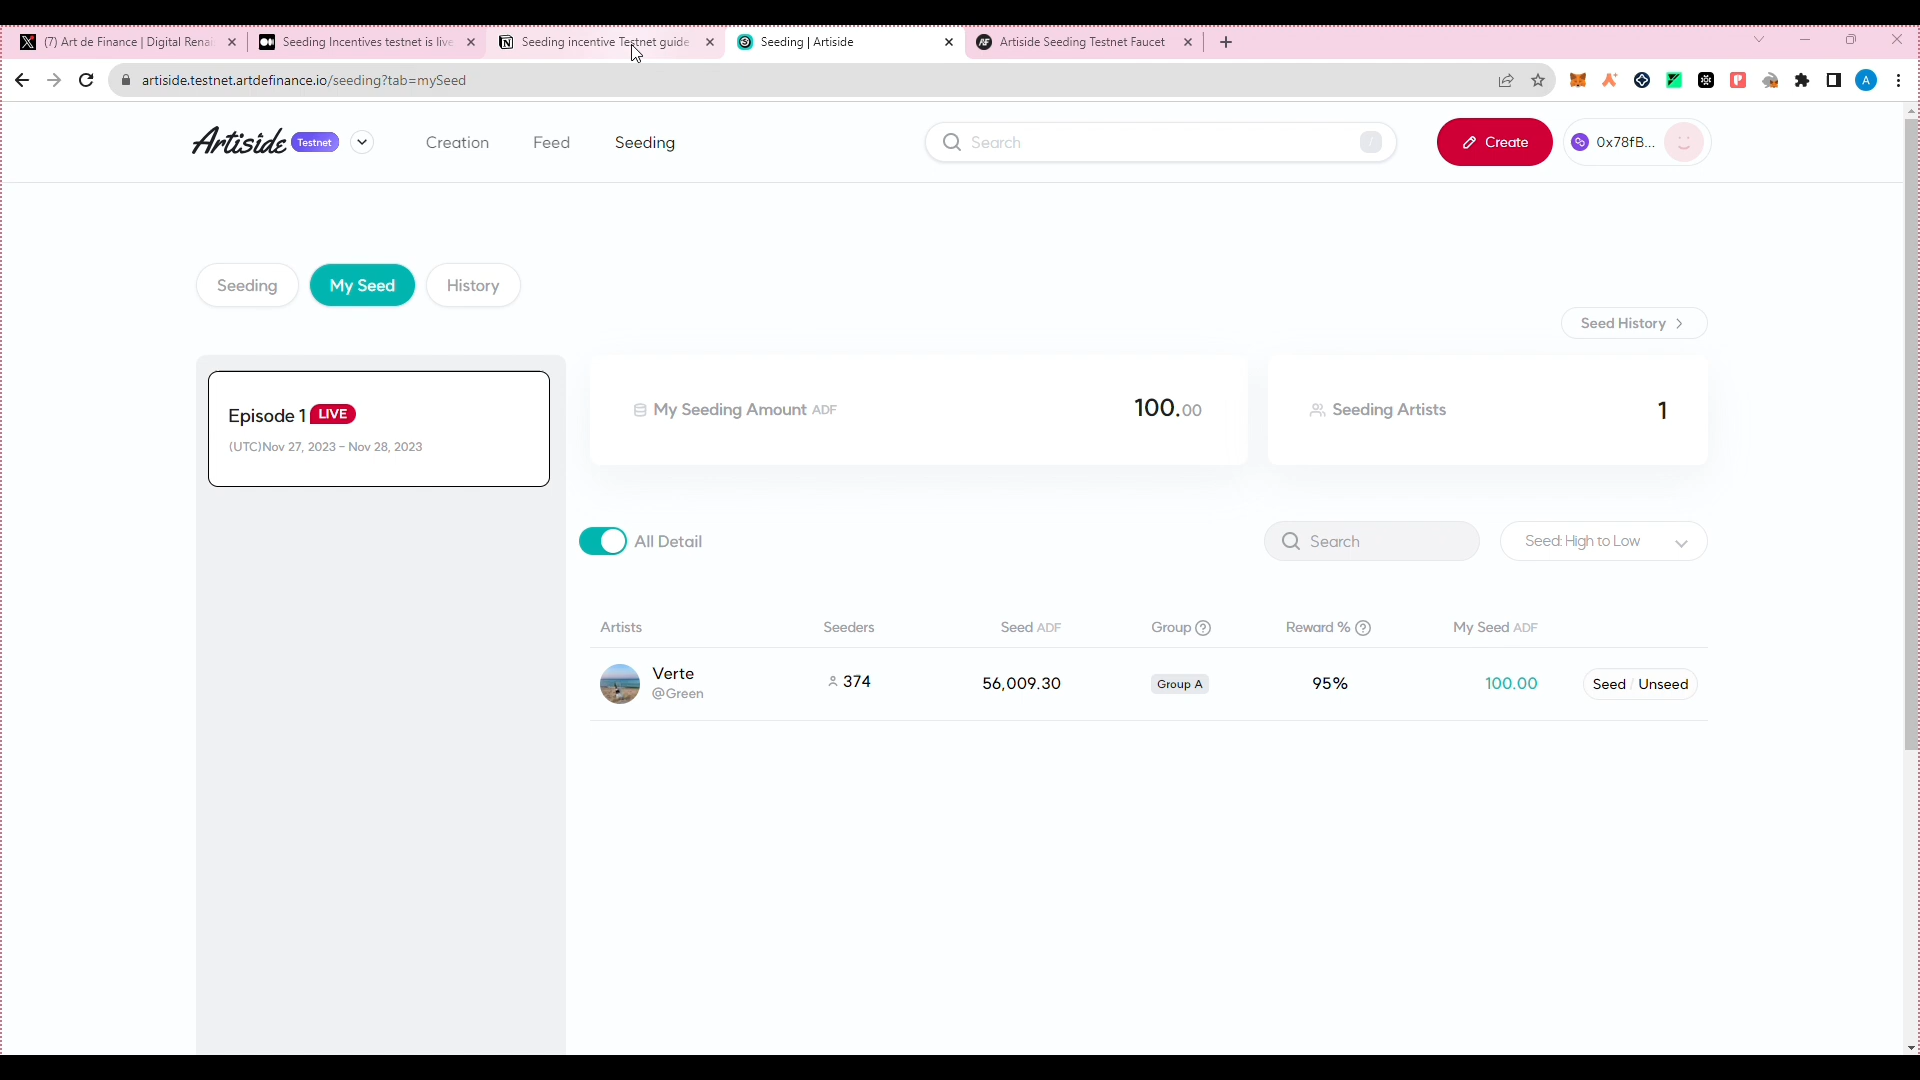 (7) Art de Finance | Digital Renai
Seeding Incentives testnet is live
Seeding incentive Testnet guide
Seeding | Artiside
Artiside Seeding Testnet Faucet
artiside.testnet.artdefinance.io/seeding?tab=mySeed
A
Artiside Testnet
Creation
Feed
Seeding
Search
/
Create
0x78fB...
Seeding
My Seed
History
Seed History >
Episode 1 LIVE
(UTC)Nov 27, 2023 - Nov 28, 2023
My Seeding Amount ADF
100.00
Seeding Artists
1
All Detail
Search
Seed: High to Low
Artists
Seeders
Seed ADF
Group ?
Reward % ?
My Seed ADF
Verte
@Green
374
56,009.30
Group A
95%
100.00
Seed / Unseed